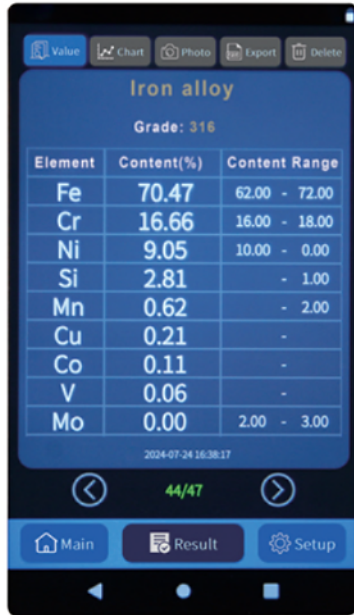 Value Chart Photo Export Delete
Iron alloy
Grade: 316
Element Content(%) Content Range
Fe 70.47 62.00 - 72.00
Cr 16.66 16.00 - 18.00
Ni 9.05 10.00 - 0.00
Si 2.81 - 1.00
Mn 0.62 - 2.00
Cu 0.21 -
Co 0.11 -
V 0.06 -
Mo 0.00 2.00 - 3.00
2024-07-24 16:38:17
44/47
Main Result Setup